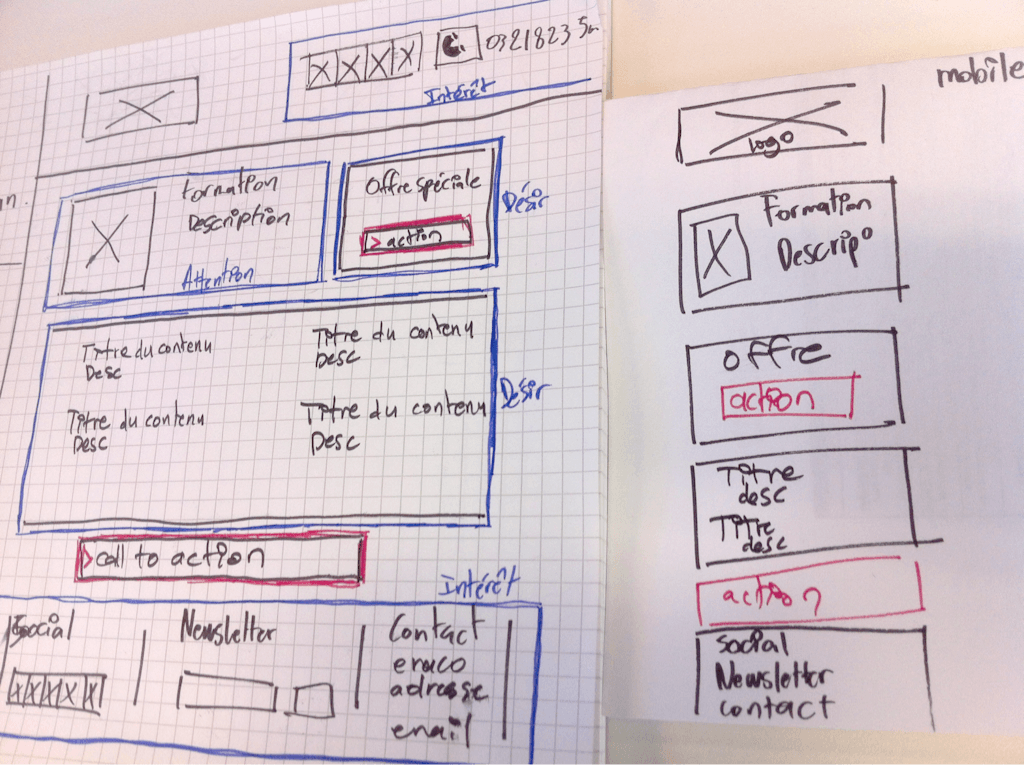 0321823
Intérêt
Formation
Description
Attention
Offre spéciale
> action
Désir
Titre du contenu
Desc
Titre du contenu
Desc
Titre du contenu
Desc
Titre du contenu
Desc
Désir
> call to action
Intérêt
Social
Newsletter
Contact
eraco
adresse
email
mobile
logo
Formation
Descrip°
offre
action
Titre
desc
Titre
desc
action
social
Newsletter
contact